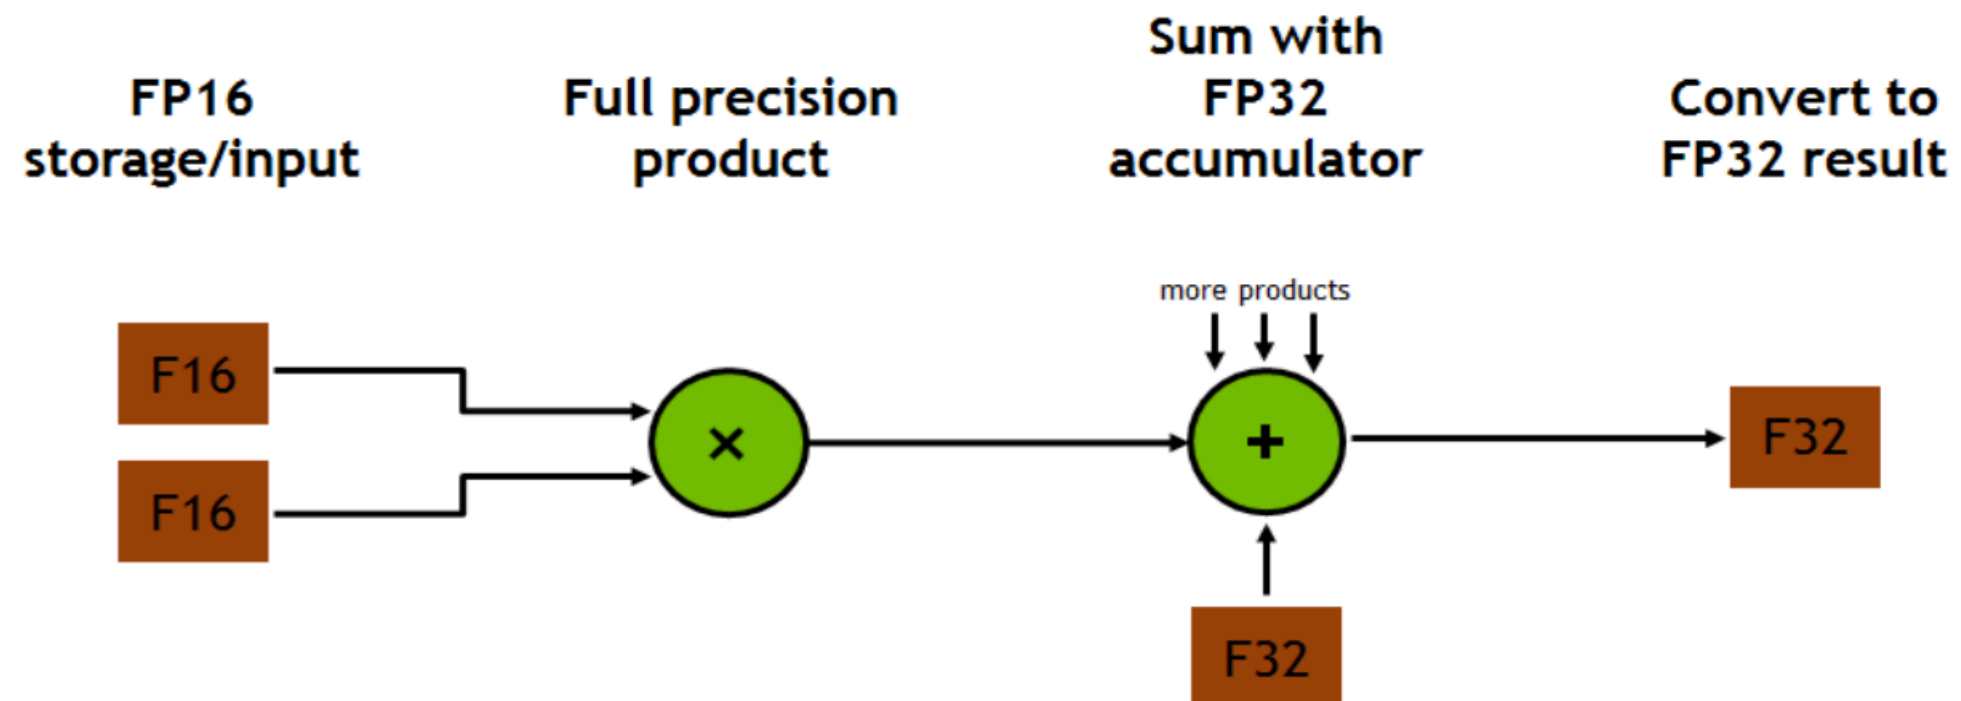 FP16
storage/input
Full precision
product
Sum with
FP32
accumulator
Convert to
FP32 result
more products
F16
F16
×
+
F32
F32